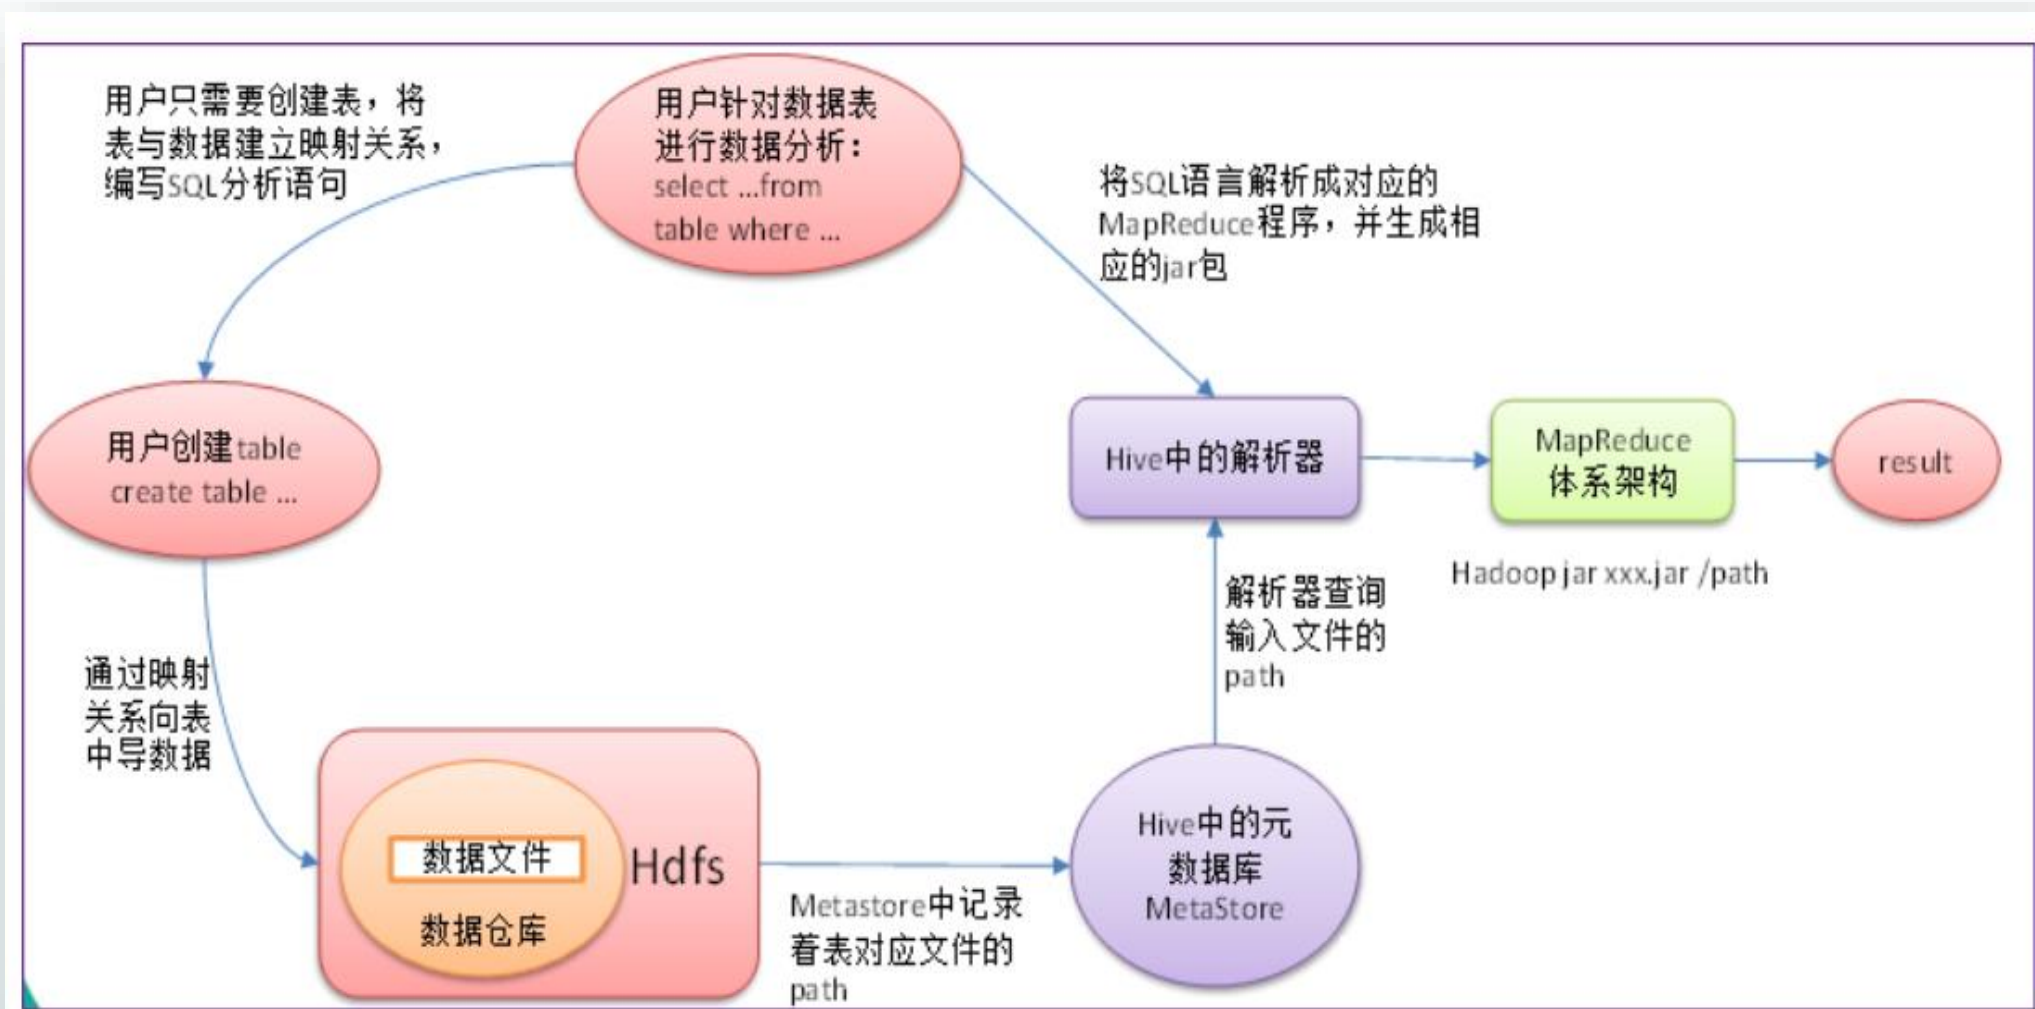 用户只需要创建表，将
表与数据建立映射关系，
编写SQL分析语句
用户针对数据表
进行数据分析：
select ...from
table where ...
将SQL语言解析成对应的
MapReduce程序，并生成相
应的jar包
用户创建table
create table ...
Hive中的解析器
MapReduce
体系架构
result
Hadoop jar xxx.jar /path
解析器查询
输入文件的
path
通过映射
关系向表
中导数据
数据文件
数据仓库
Hdfs
Metastore中记录
着表对应文件的
path
Hive中的元
数据库
MetaStore